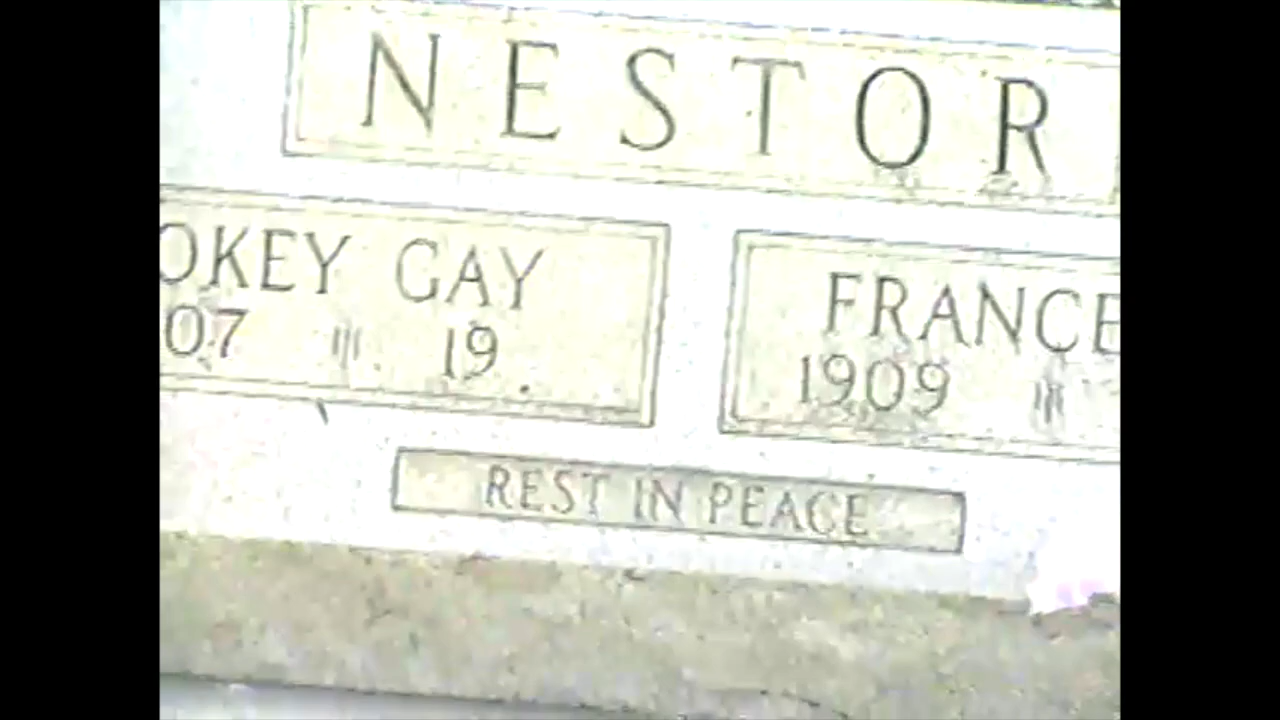 NESTOR
OKEY GAY
07 19
FRANCE
1909
REST IN PEACE